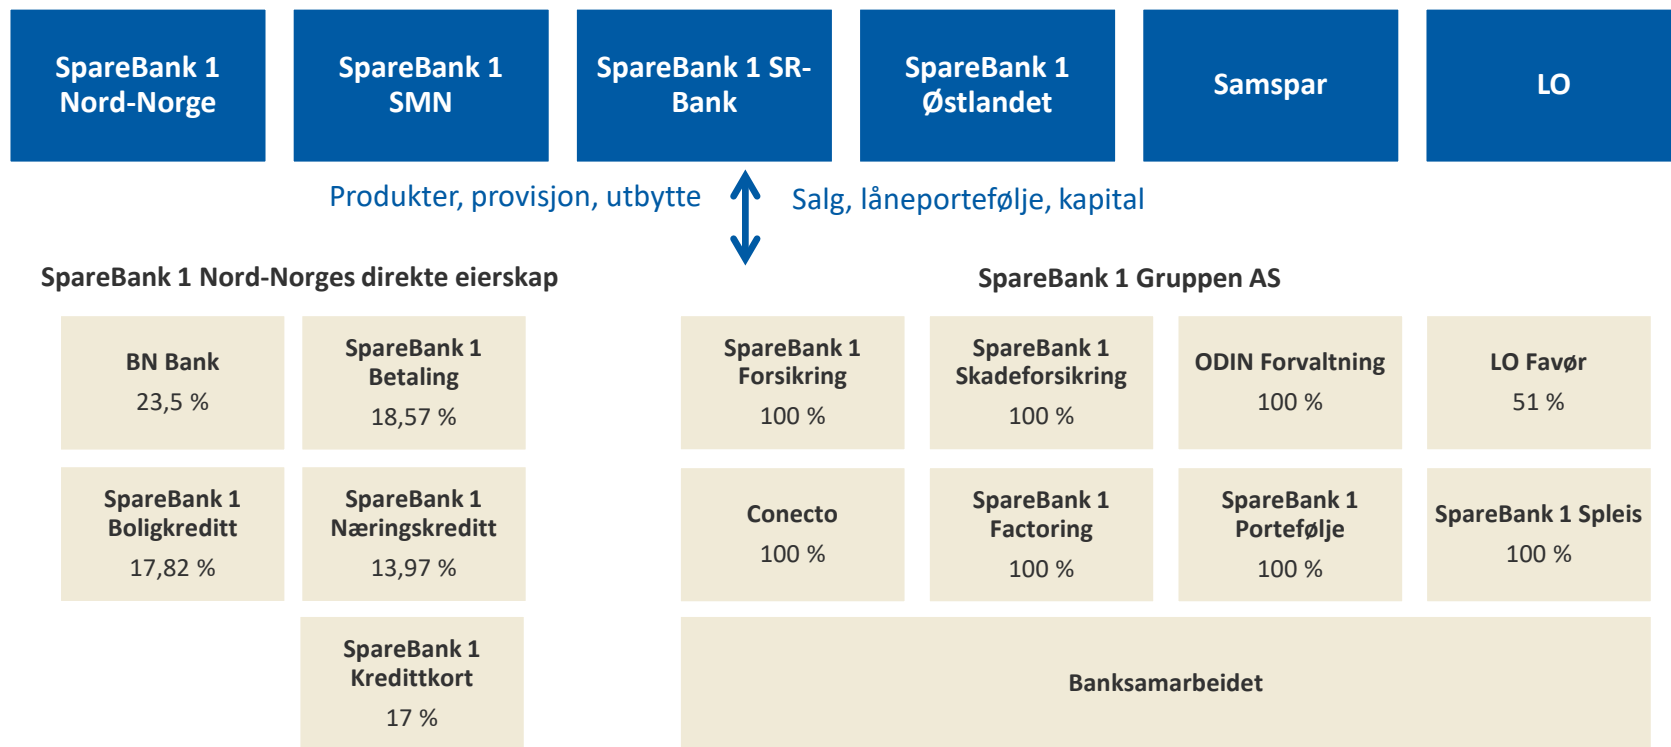 SpareBank 1
Nord-Norge
SpareBank 1
SMN
SpareBank 1 SR-
Bank
SpareBank 1
Østlandet
Samspar
LO
Produkter, provisjon, utbytte
Salg, låneportefølje, kapital
SpareBank 1 Nord-Norges direkte eierskap
BN Bank
23,5 %
SpareBank 1
Betaling
18,57 %
SpareBank 1
Boligkreditt
17,82 %
SpareBank 1
Næringskreditt
13,97 %
SpareBank 1
Kredittkort
17 %
SpareBank 1 Gruppen AS
SpareBank 1
Forsikring
100 %
SpareBank 1
Skadeforsikring
100 %
ODIN Forvaltning
100 %
LO Favør
51 %
Conecto
100 %
SpareBank 1
Factoring
100 %
SpareBank 1
Portefølje
100 %
SpareBank 1 Spleis
100 %
Banksamarbeidet